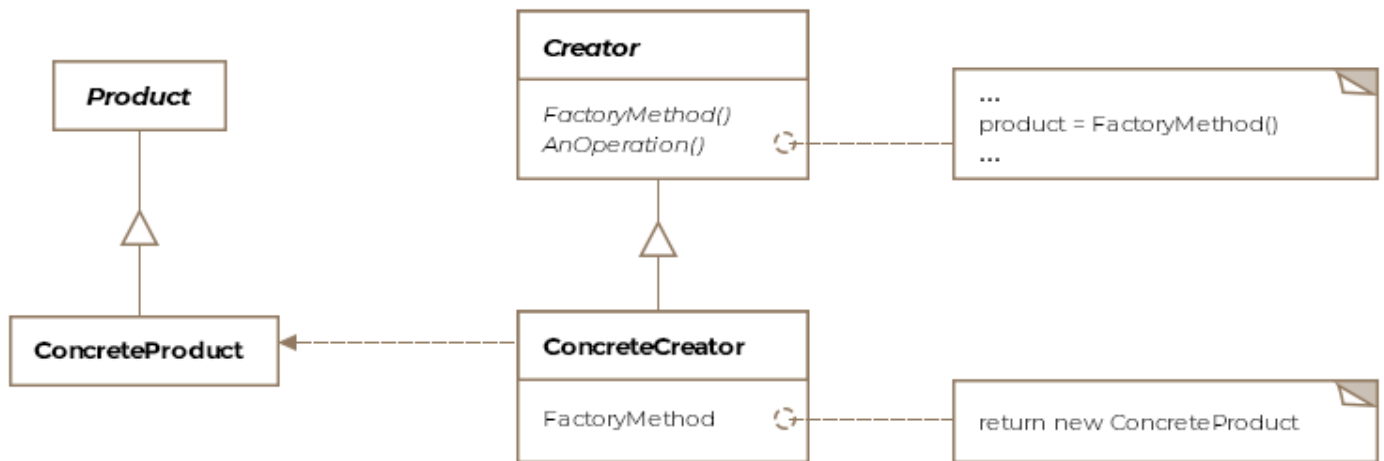 Product
ConcreteProduct
Creator
FactoryMethod()
AnOperation()
...
product = FactoryMethod()
...
ConcreteCreator
FactoryMethod
return new ConcreteProduct